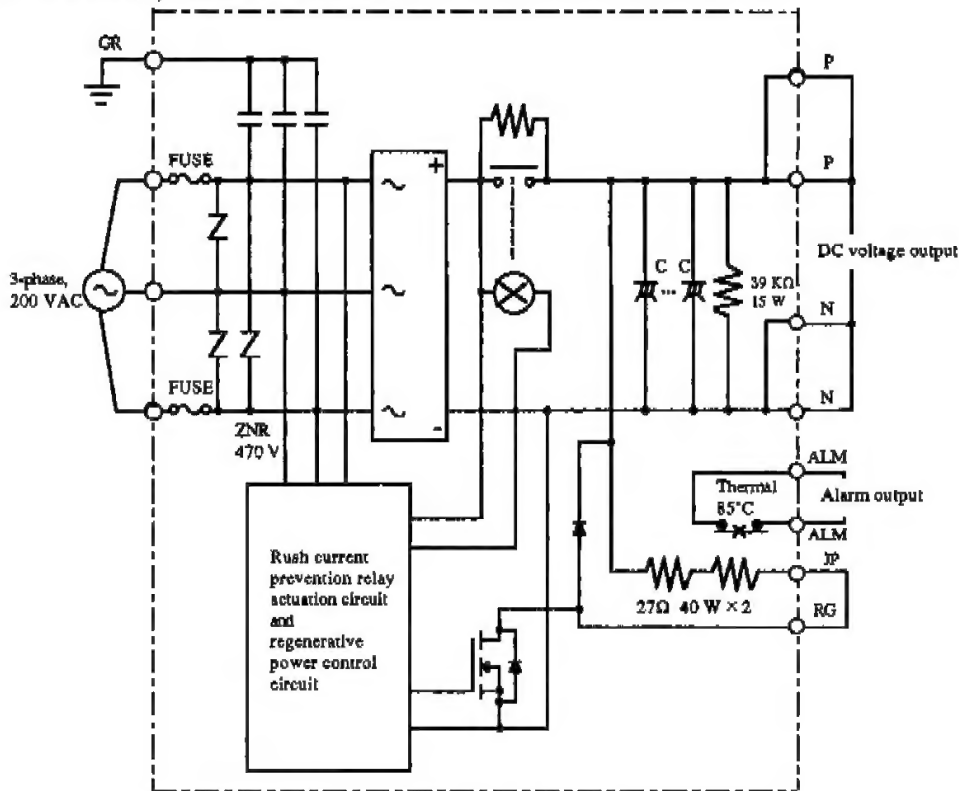 GR
P
FUSE
P
3-phase,
200 VAC
+
C
C
39 KΩ
15 W
DC voltage output
N
FUSE
N
ZNR
470 V
-
ALM
Thermal
85°C
Alarm output
ALM
JP
Rush current
prevention relay
actuation circuit
and
regenerative
power control
circuit
27Ω 40 W × 2
RG